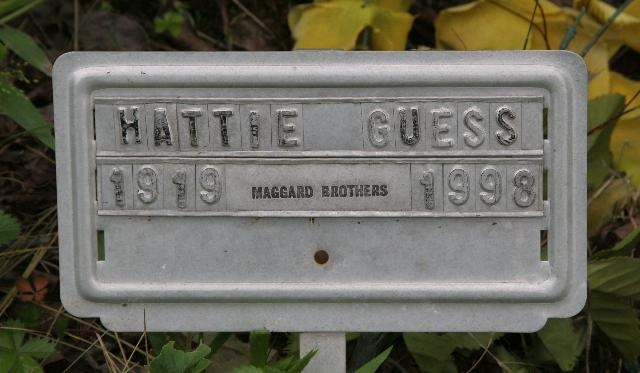 HATTIE GUESS
1919 MAGGARD BROTHERS 1998